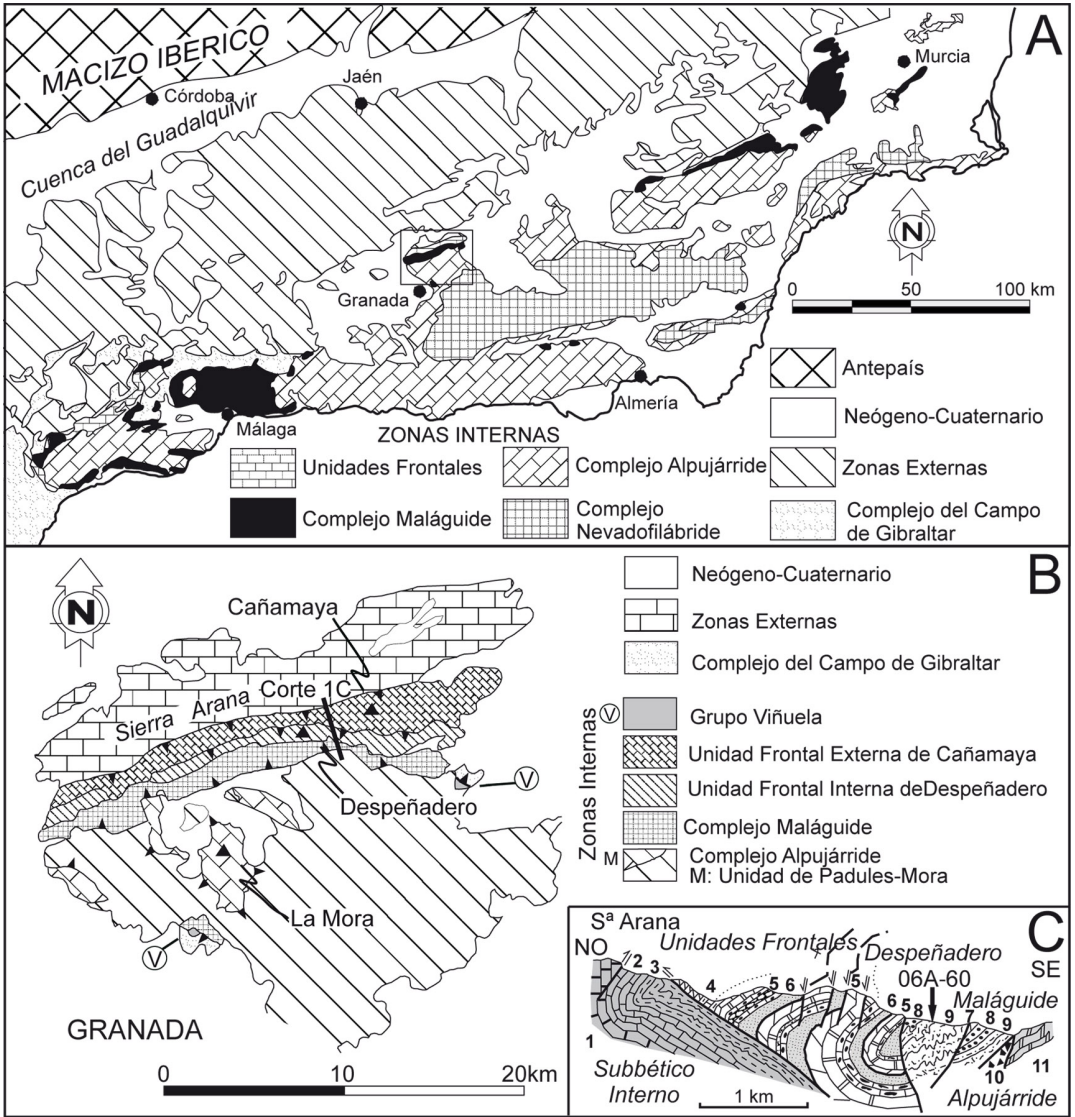 A
MACIZO IBERICO
Córdoba
Jaén
Murcia
Cuenca del Guadalquivir
Granada
N
0 50 100 km
Málaga
Almería
Antepaís
Neógeno-Cuaternario
ZONAS INTERNAS
Unidades Frontales
Complejo Alpujárride
Zonas Externas
Complejo Maláguide
Complejo
Nevadofilábride
Complejo del Campo
de Gibraltar
B
N
Cañamaya
Sierra Arana
Corte 1C
V
Despeñadero
La Mora
V
GRANADA
0 10 20km
Neógeno-Cuaternario
Zonas Externas
Complejo del Campo de Gibraltar
Zonas Internas
V Grupo Viñuela
Unidad Frontal Externa de Cañamaya
Unidad Frontal Interna deDespeñadero
Complejo Maláguide
M Complejo Alpujárride
M: Unidad de Padules-Mora
C
Sª Arana
NO
Unidades Frontales
Despeñadero
SE
06A-60
Maláguide
2 3 4 5 6 5 6 5 8 9 7 8 9
1
10 11
Subbético
Interno
1 km
Alpujárride